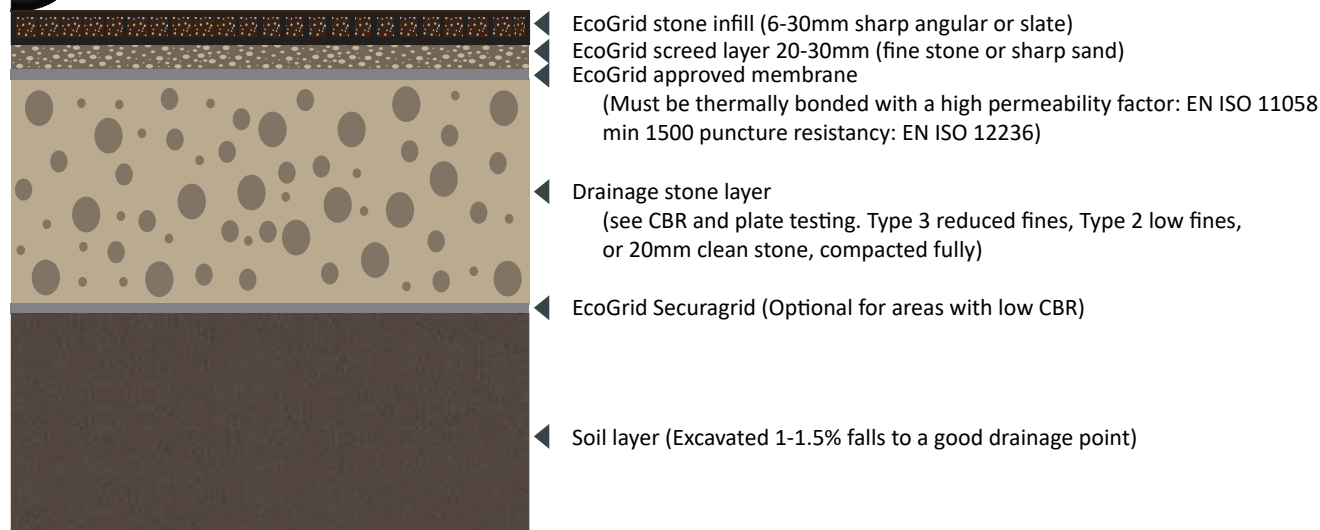 EcoGrid stone infill (6-30mm sharp angular or slate)
EcoGrid screed layer 20-30mm (fine stone or sharp sand)
EcoGrid approved membrane
(Must be thermally bonded with a high permeability factor: EN ISO 11058
min 1500 puncture resistancy: EN ISO 12236)
Drainage stone layer
(see CBR and plate testing. Type 3 reduced fines, Type 2 low fines,
or 20mm clean stone, compacted fully)
EcoGrid Securagrid (Optional for areas with low CBR)
Soil layer (Excavated 1-1.5% falls to a good drainage point)